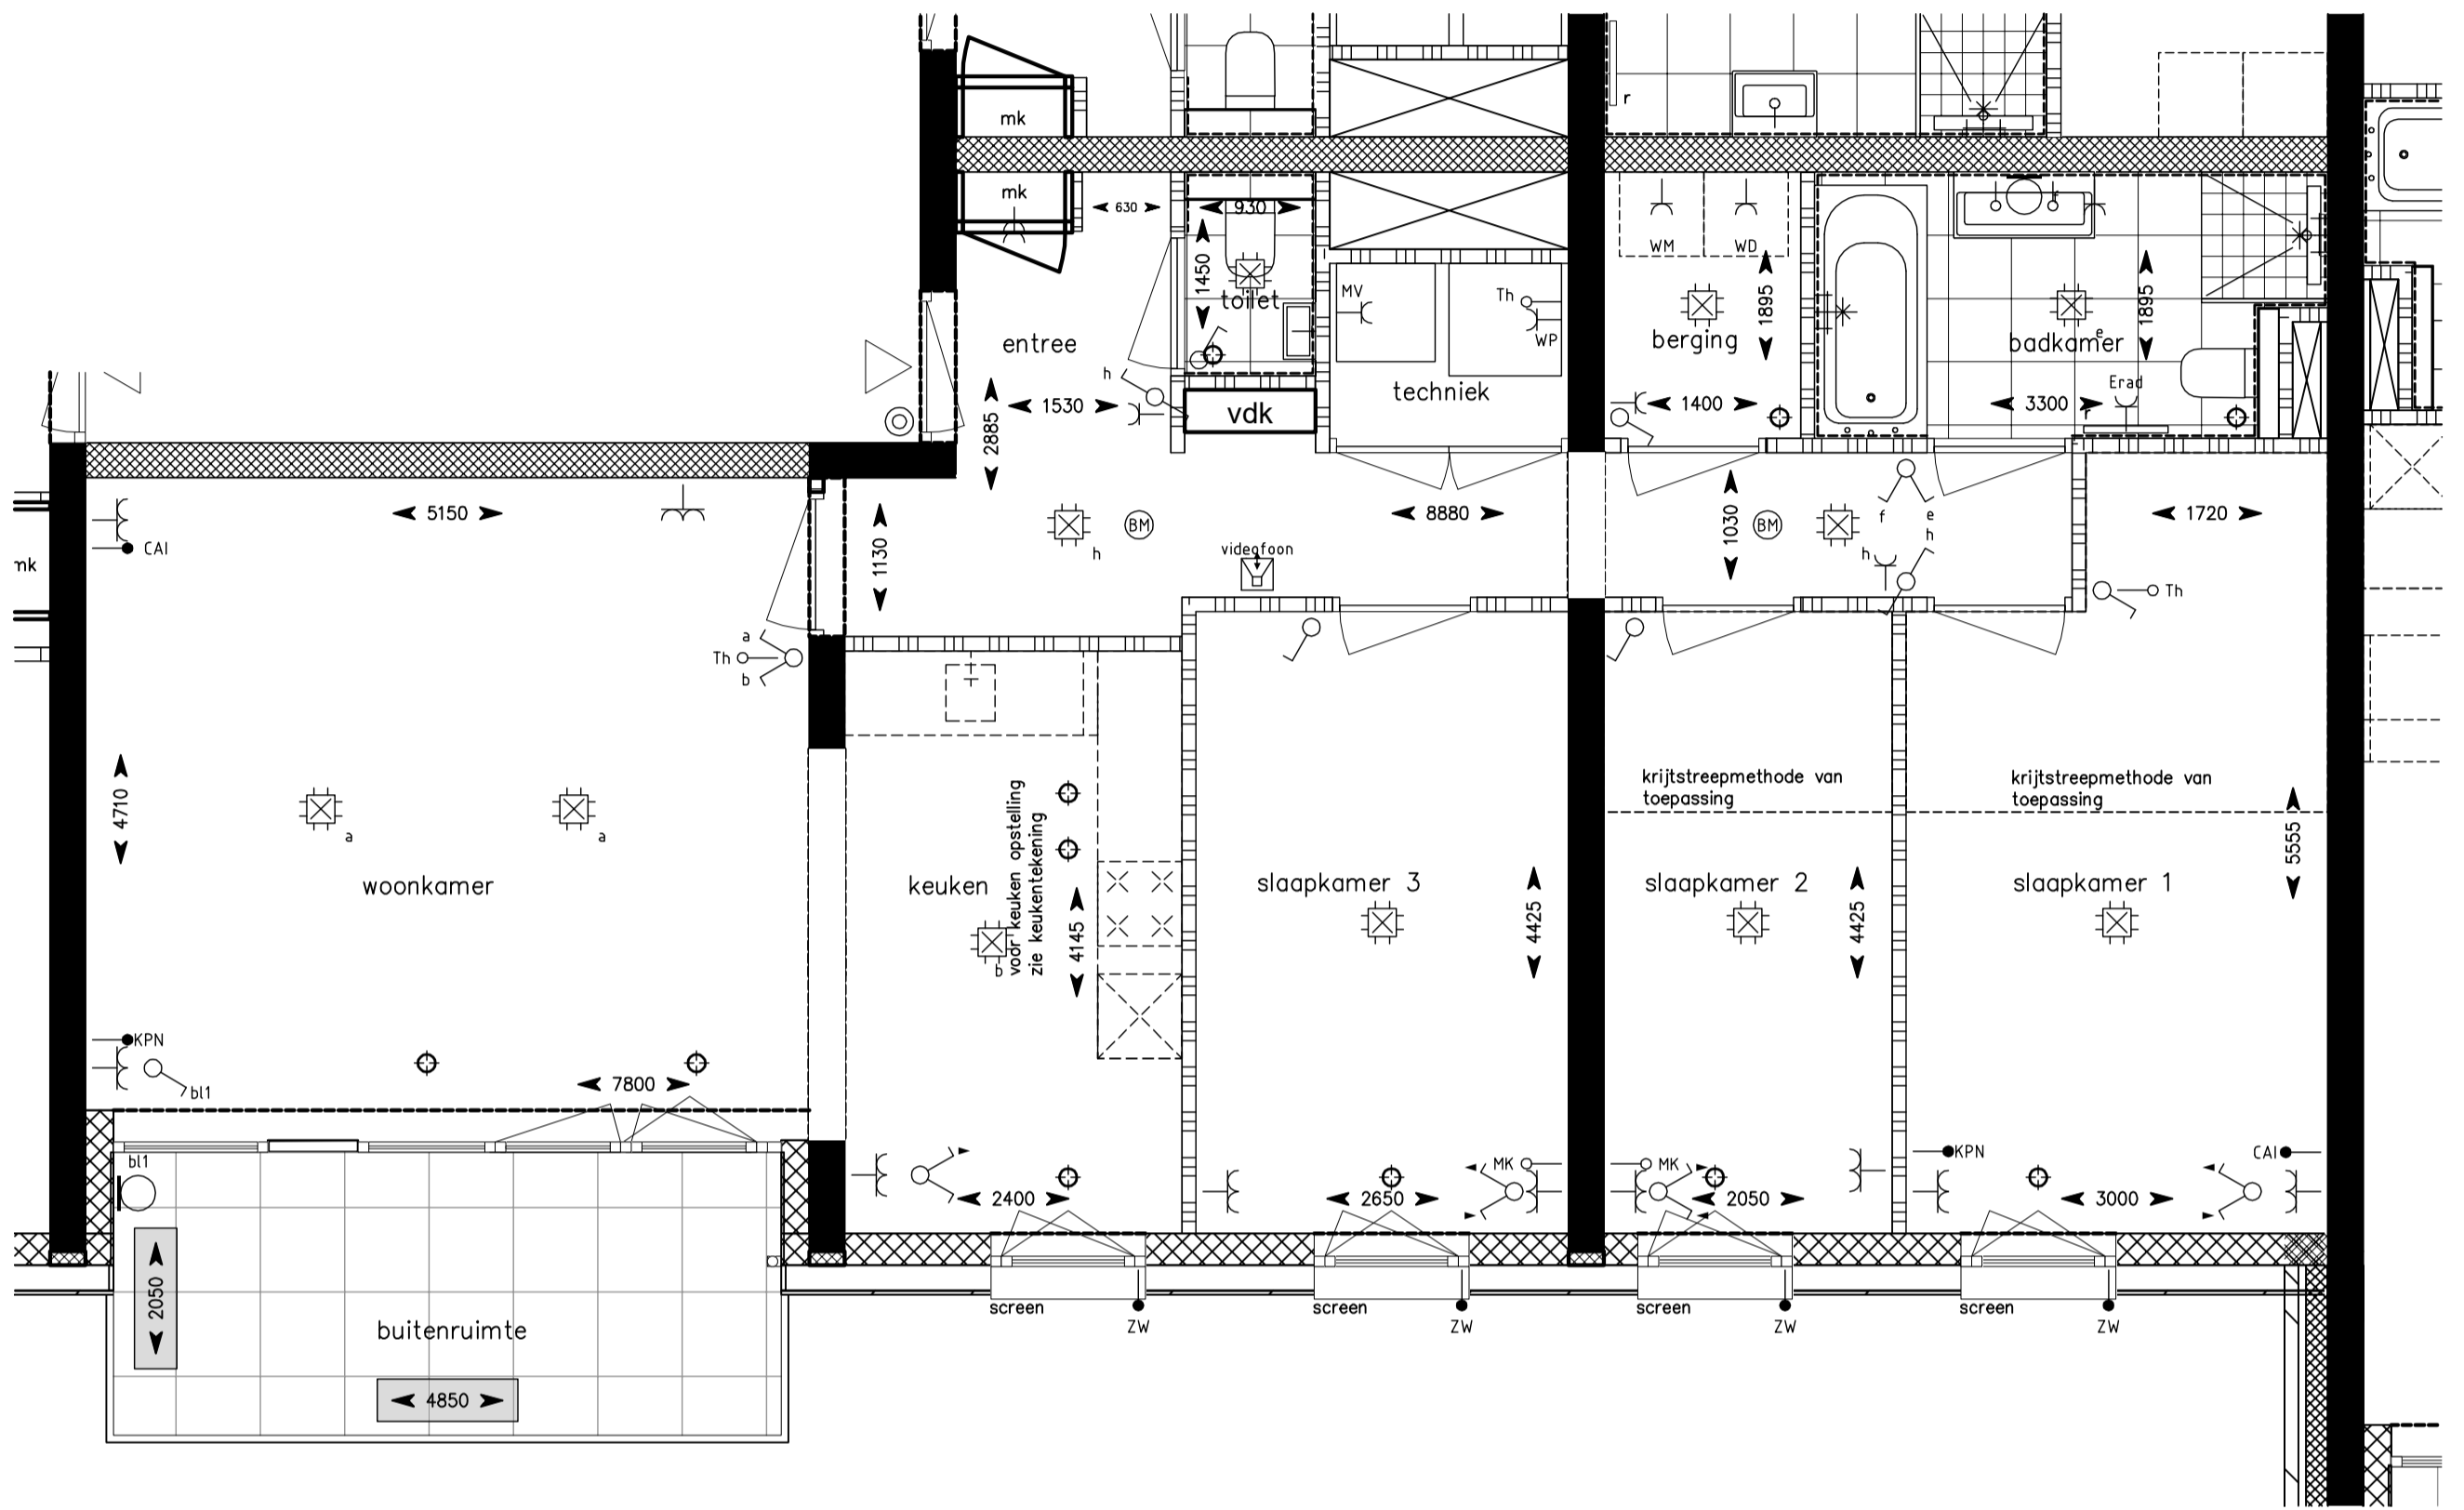 mk
r
mk
630
930
1450
toilet
MV
Th
WP
WM
WD
1895
berging
f
1895
e
badkamer
Erad
r
entree
h
2885
1530
vdk
techniek
1400
3300
5150
CAI
mk
1130
h
BM
videofoon
8880
1030
BM
h
f
e
h
1720
Th
a
Th
b
4710
a
a
woonkamer
keuken
voor keuken opstelling
zie keukentekening
4145
b
slaapkamer 3
4425
krijtstreepmethode van
toepassing
slaapkamer 2
4425
krijtstreepmethode van
toepassing
slaapkamer 1
5555
KPN
bl1
7800
bl1
2400
2650
MK
MK
2050
KPN
3000
CAI
2050
buitenruimte
4850
screen
ZW
screen
ZW
screen
ZW
screen
ZW